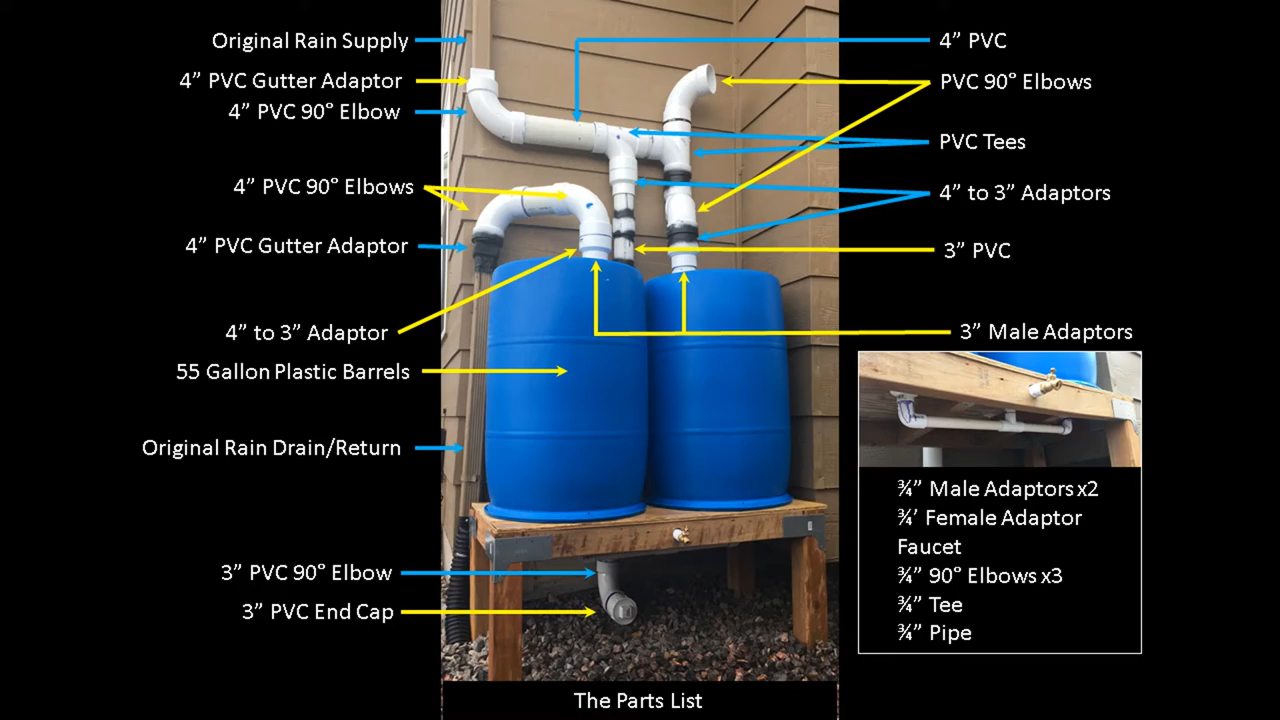 Original Rain Supply
4” PVC Gutter Adaptor
4” PVC 90° Elbow
4” PVC 90° Elbows
4” PVC Gutter Adaptor
4” to 3” Adaptor
55 Gallon Plastic Barrels
Original Rain Drain/Return
3” PVC 90° Elbow
3” PVC End Cap
4” PVC
PVC 90° Elbows
PVC Tees
4” to 3” Adaptors
3” PVC
3” Male Adaptors
¾” Male Adaptors x2
¾’ Female Adaptor
Faucet
¾” 90° Elbows x3
¾” Tee
¾” Pipe
The Parts List